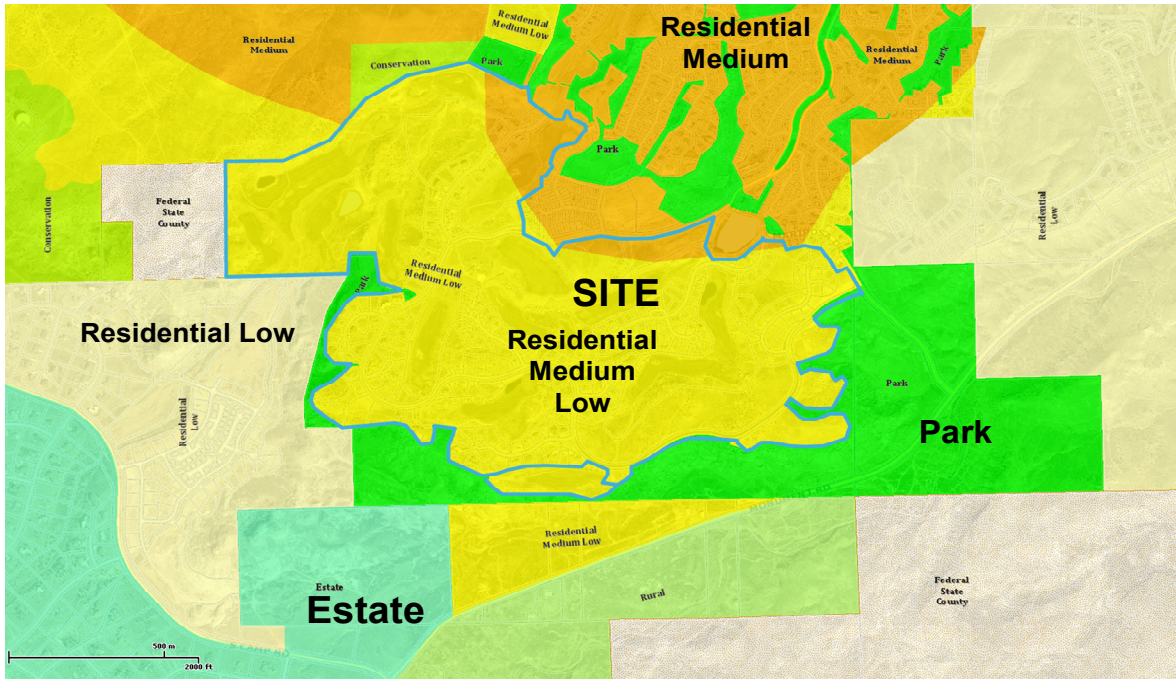 Residential
Medium Low
Residential
Medium
Residential
Medium
Residential
Medium
Park
Conservation
Park
Park
Federal
State
County
Conservation
Residential
Low
Residential
Medium Low
Park
SITE
Residential Low
Residential
Medium
Low
Park
Park
Residential
Low
Residential
Medium Low
Estate
Estate
Rural
Federal
State
County
500 m
2000 ft